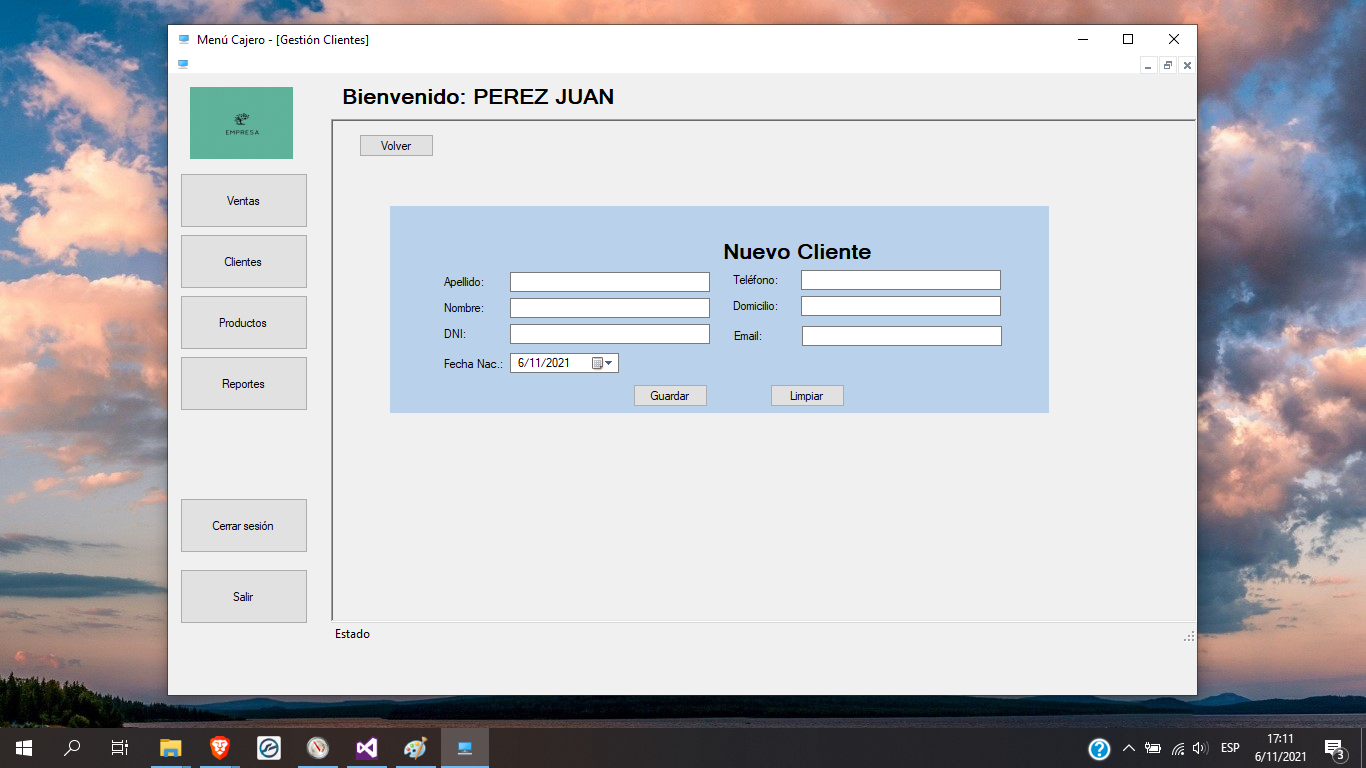 Menú Cajero - [Gestión Clientes]
EMPRESA
Bienvenido: PEREZ JUAN
Volver
Ventas
Clientes
Productos
Reportes
Cerrar sesión
Salir
Nuevo Cliente
Apellido:
Nombre:
DNI:
Fecha Nac.: 6/11/2021
Teléfono:
Domicilio:
Email:
Guardar Limpiar
Estado
ESP
17:11
6/11/2021
3